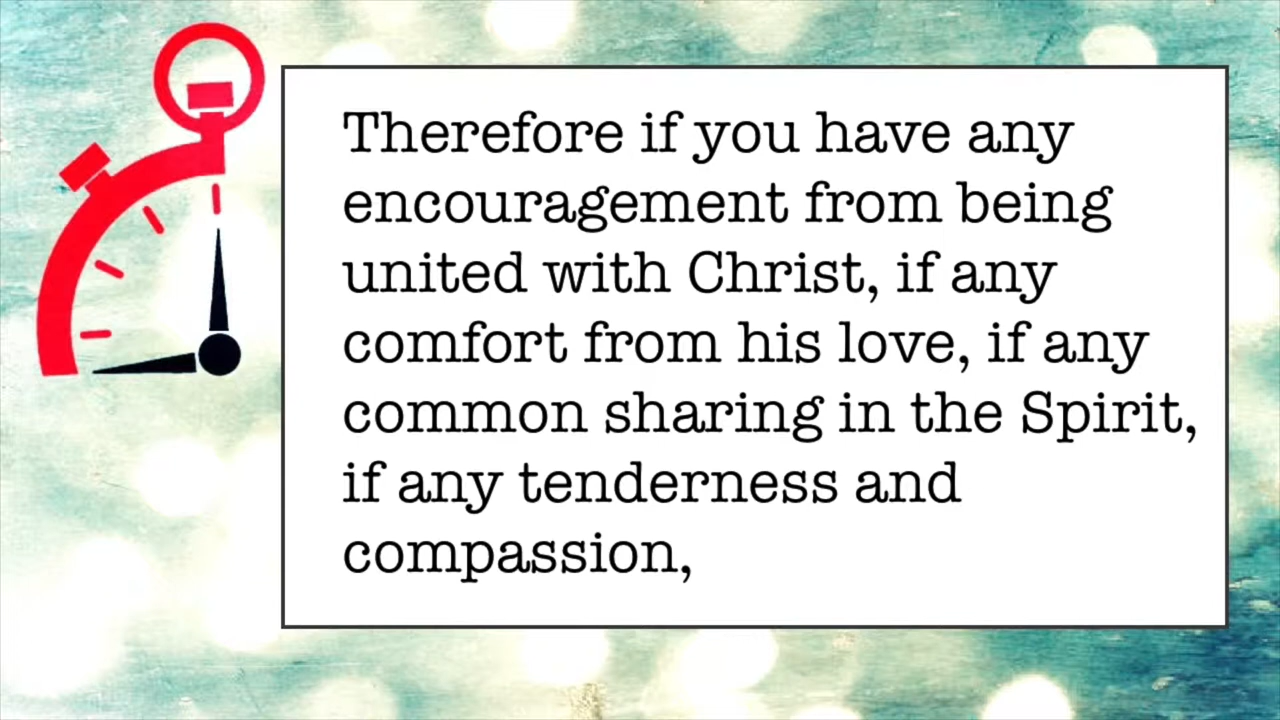 Therefore if you have any
encouragement from being
united with Christ, if any
comfort from his love, if any
common sharing in the Spirit,
if any tenderness and
compassion,